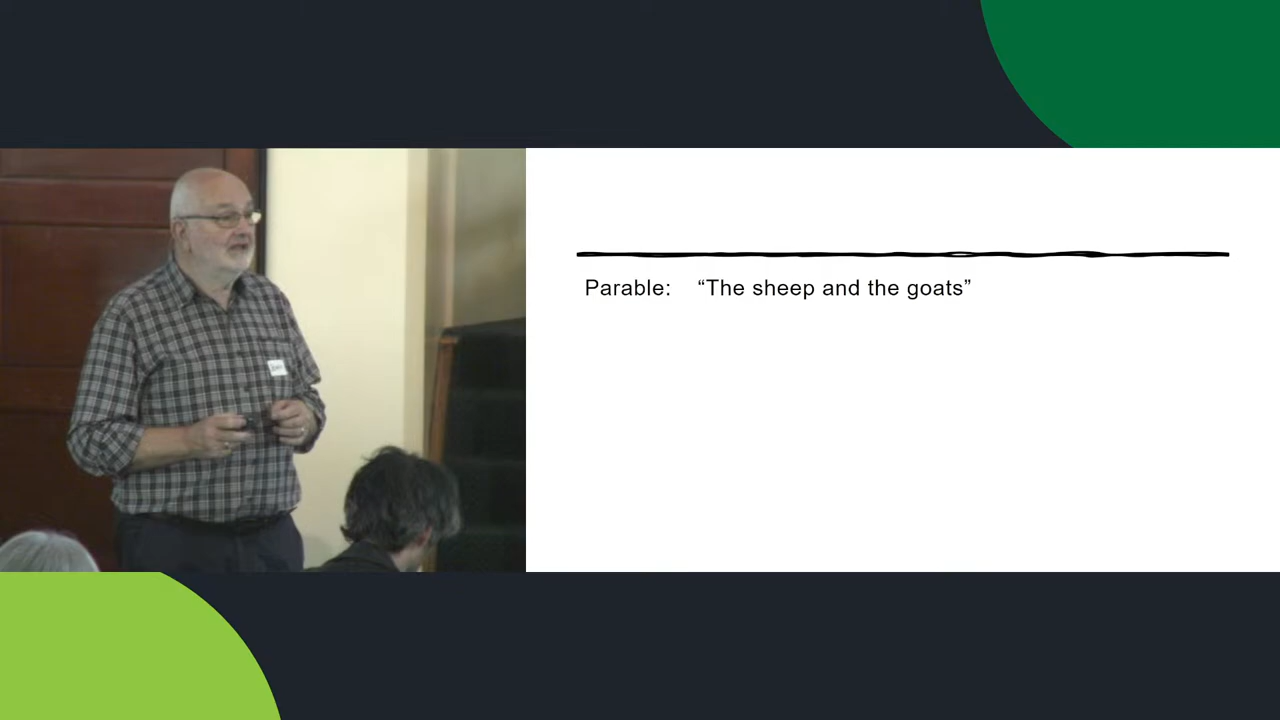 Parable: “The sheep and the goats”